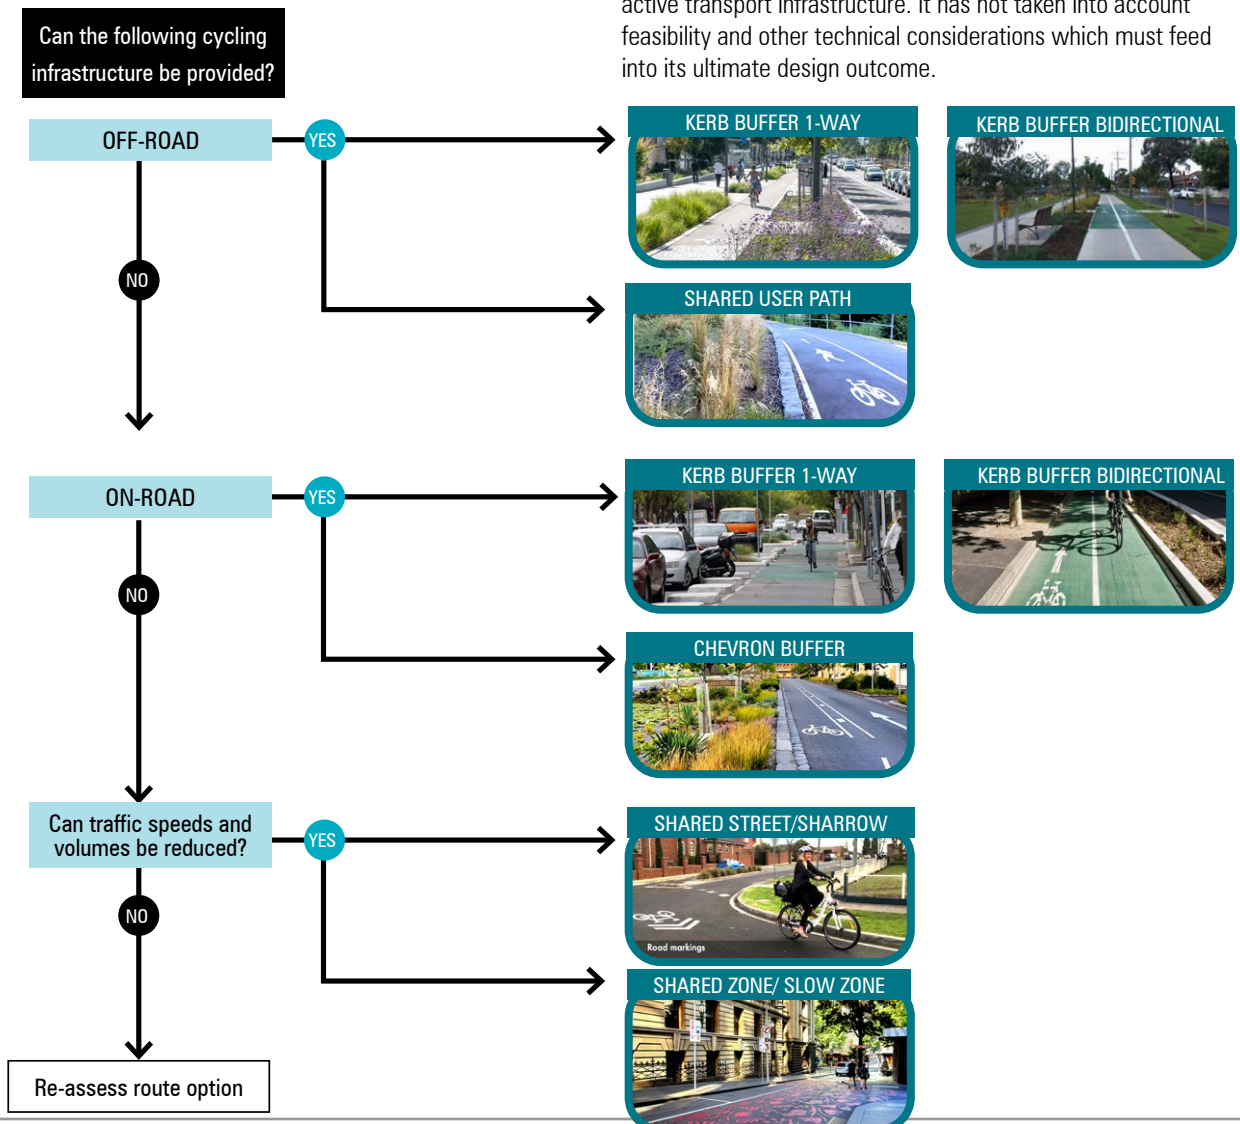 active transport infrastructure. It has not taken into account
feasibility and other technical considerations which must feed
into its ultimate design outcome.
Can the following cycling
infrastructure be provided?
OFF-ROAD
YES
KERB BUFFER 1-WAY
KERB BUFFER BIDIRECTIONAL
NO
SHARED USER PATH
ON-ROAD
YES
KERB BUFFER 1-WAY
KERB BUFFER BIDIRECTIONAL
NO
CHEVRON BUFFER
Can traffic speeds and
volumes be reduced?
YES
SHARED STREET/SHARROW
Road markings
NO
SHARED ZONE/ SLOW ZONE
Re-assess route option